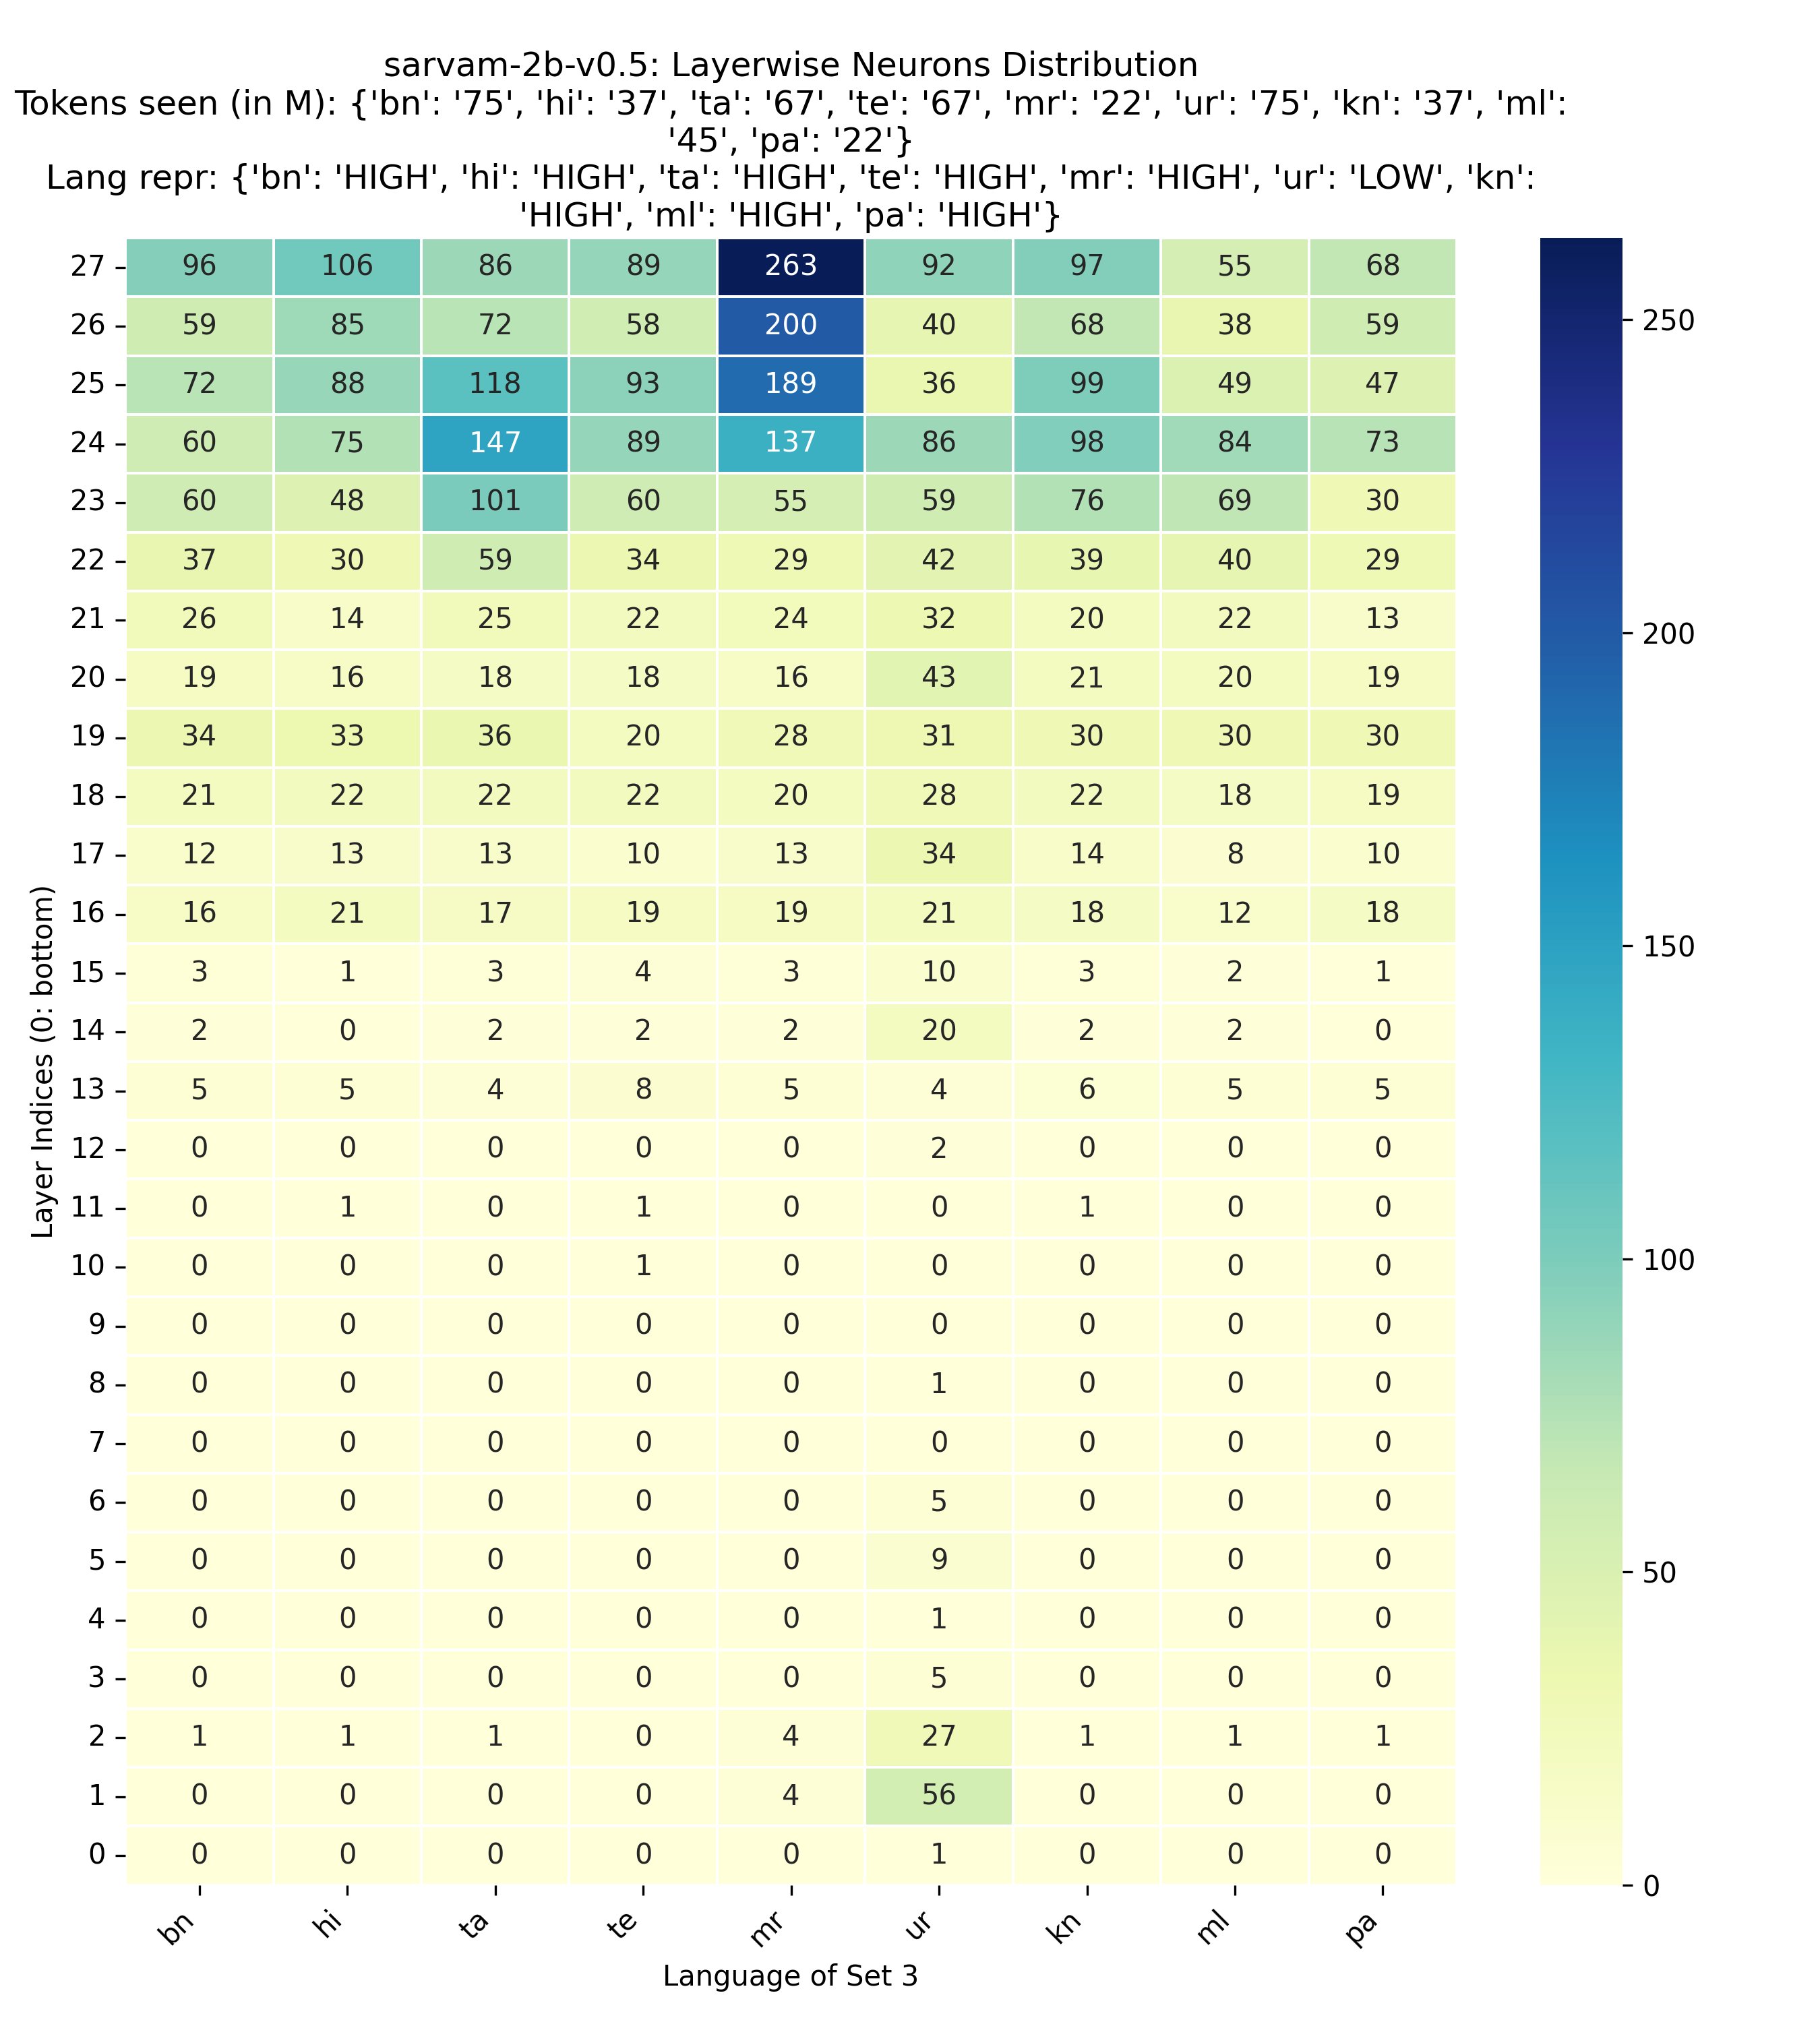 sarvam-2b-v0.5: Layerwise Neurons Distribution
Tokens seen (in M): {'bn': '75', 'hi': '37', 'ta': '67', 'te': '67', 'mr': '22', 'ur': '75', 'kn': '37', 'ml':
'45', 'pa': '22'}
Lang repr: {'bn': 'HIGH', 'hi': 'HIGH', 'ta': 'HIGH', 'te': 'HIGH', 'mr': 'HIGH', 'ur': 'LOW', 'kn':
'HIGH', 'ml': 'HIGH', 'pa': 'HIGH'}
Layer Indices (0: bottom)
27 96 106 86 89 263 92 97 55 68
26 59 85 72 58 200 40 68 38 59
25 72 88 118 93 189 36 99 49 47
24 60 75 147 89 137 86 98 84 73
23 60 48 101 60 55 59 76 69 30
22 37 30 59 34 29 42 39 40 29
21 26 14 25 22 24 32 20 22 13
20 19 16 18 18 16 43 21 20 19
19 34 33 36 20 28 31 30 30 30
18 21 22 22 22 20 28 22 18 19
17 12 13 13 10 13 34 14 8 10
16 16 21 17 19 19 21 18 12 18
15 3 1 3 4 3 10 3 2 1
14 2 0 2 2 2 20 2 2 0
13 5 5 4 8 5 4 6 5 5
12 0 0 0 0 0 2 0 0 0
11 0 1 0 1 0 0 1 0 0
10 0 0 0 1 0 0 0 0 0
9 0 0 0 0 0 0 0 0 0
8 0 0 0 0 0 1 0 0 0
7 0 0 0 0 0 0 0 0 0
6 0 0 0 0 0 5 0 0 0
5 0 0 0 0 0 9 0 0 0
4 0 0 0 0 0 1 0 0 0
3 0 0 0 0 0 5 0 0 0
2 1 1 1 0 4 27 1 1 1
1 0 0 0 0 4 56 0 0 0
0 0 0 0 0 0 1 0 0 0
bn hi ta te mr ur kn ml pa
Language of Set 3
250
200
150
100
50
0